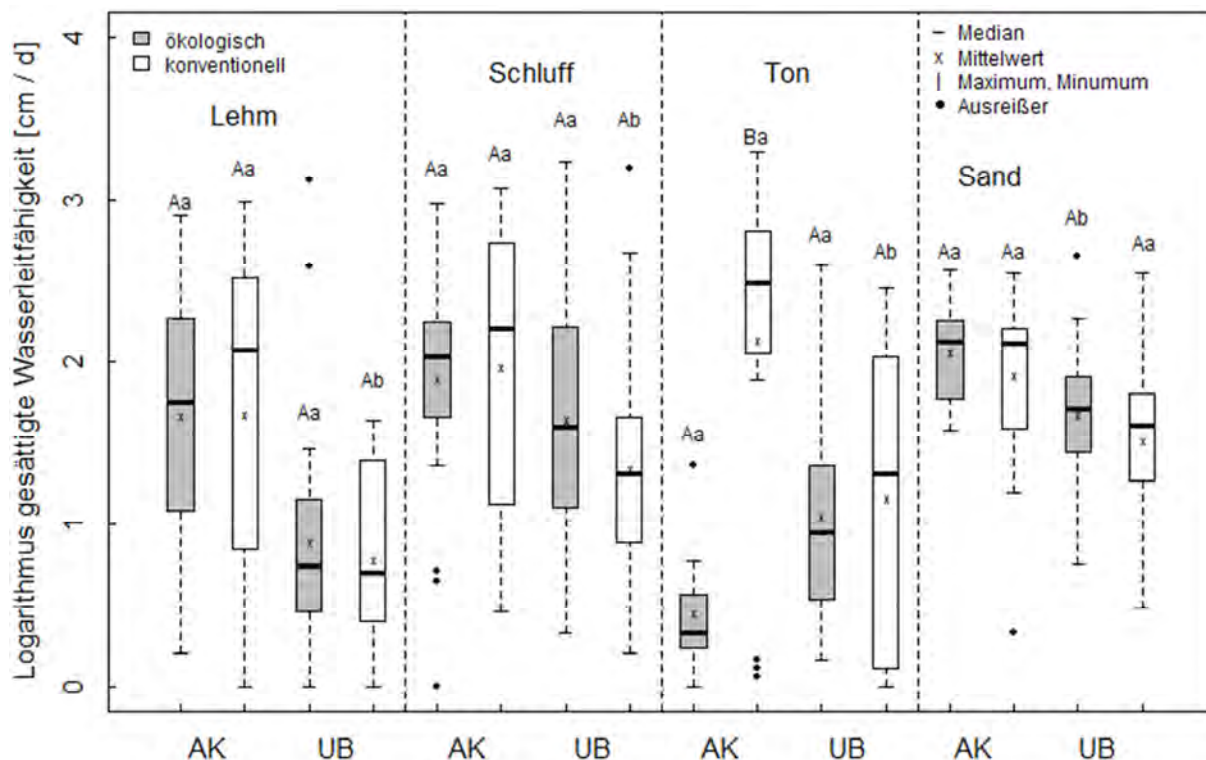 Logarithmus gesättigte Wasserleitfähigkeit [cm / d]
4
3
2
1
0
ökologisch
konventionell
Lehm
Schluff
Ton
Sand
– Median
x Mittelwert
| Maximum, Minumum
• Ausreißer
Aa
Aa
Aa
Ab
Aa
Aa
Aa
Ab
Aa
Ba
Aa
Ab
Aa
Aa
Ab
Aa
AK UB AK UB AK UB AK UB